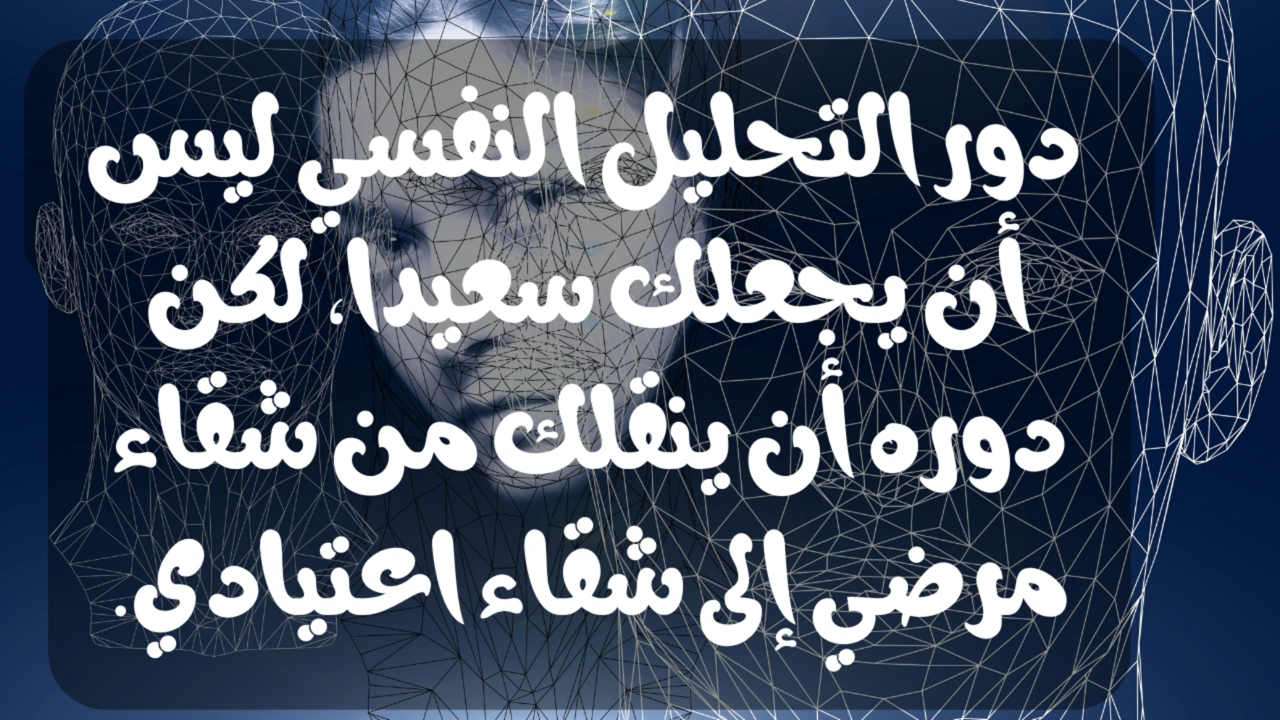 دور التحليل النفسي ليس
أن يجعلك سعيدا، لكن
دوره أن ينقلك من شقاء
مرضي إلى شقاء اعتيادي.